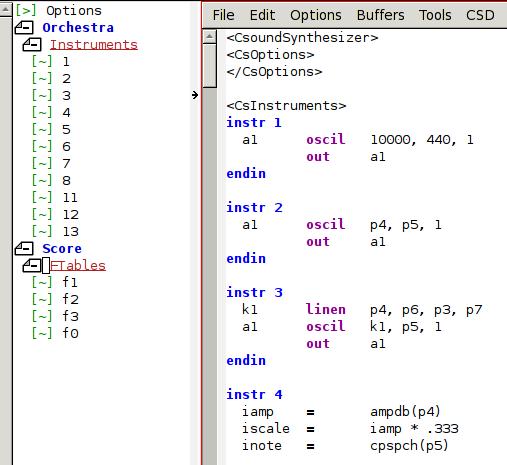 [>] Options
Orchestra
Instruments
[~] 1
[~] 2
[~] 3
[~] 4
[~] 5
[~] 6
[~] 7
[~] 8
[~] 11
[~] 12
[~] 13
Score
FTables
[~] f1
[~] f2
[~] f3
[~] f0
File Edit Options Buffers Tools CSD
<CsoundSynthesizer>
<CsOptions>
</CsOptions>

<CsInstruments>
instr 1
a1 oscil 10000, 440, 1
out a1
endin

instr 2
a1 oscil p4, p5, 1
out a1
endin

instr 3
k1 linen p4, p6, p3, p7
a1 oscil k1, p5, 1
out a1
endin

instr 4
iamp = ampdb(p4)
iscale = iamp * .333
inote = cpspch(p5)